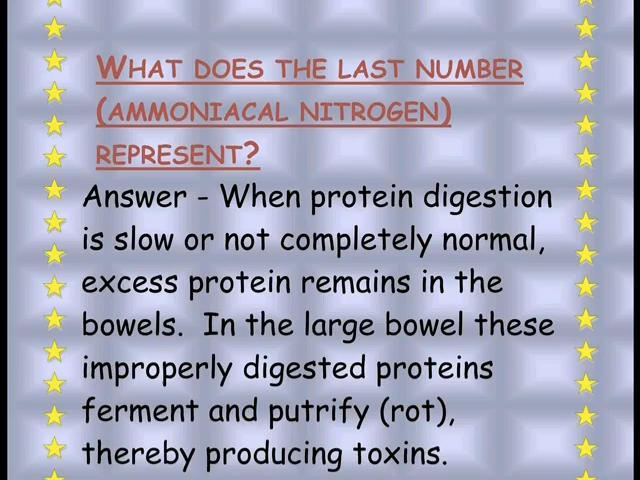 WHAT DOES THE LAST NUMBER
(AMMONIACAL NITROGEN)
REPRESENT?
Answer - When protein digestion
is slow or not completely normal,
excess protein remains in the
bowels. In the large bowel these
improperly digested proteins
ferment and putrify (rot),
thereby producing toxins.